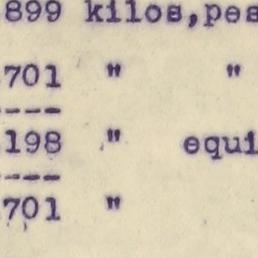 899 kilos, pes
701 " "
----
198 " equi
----
701 "